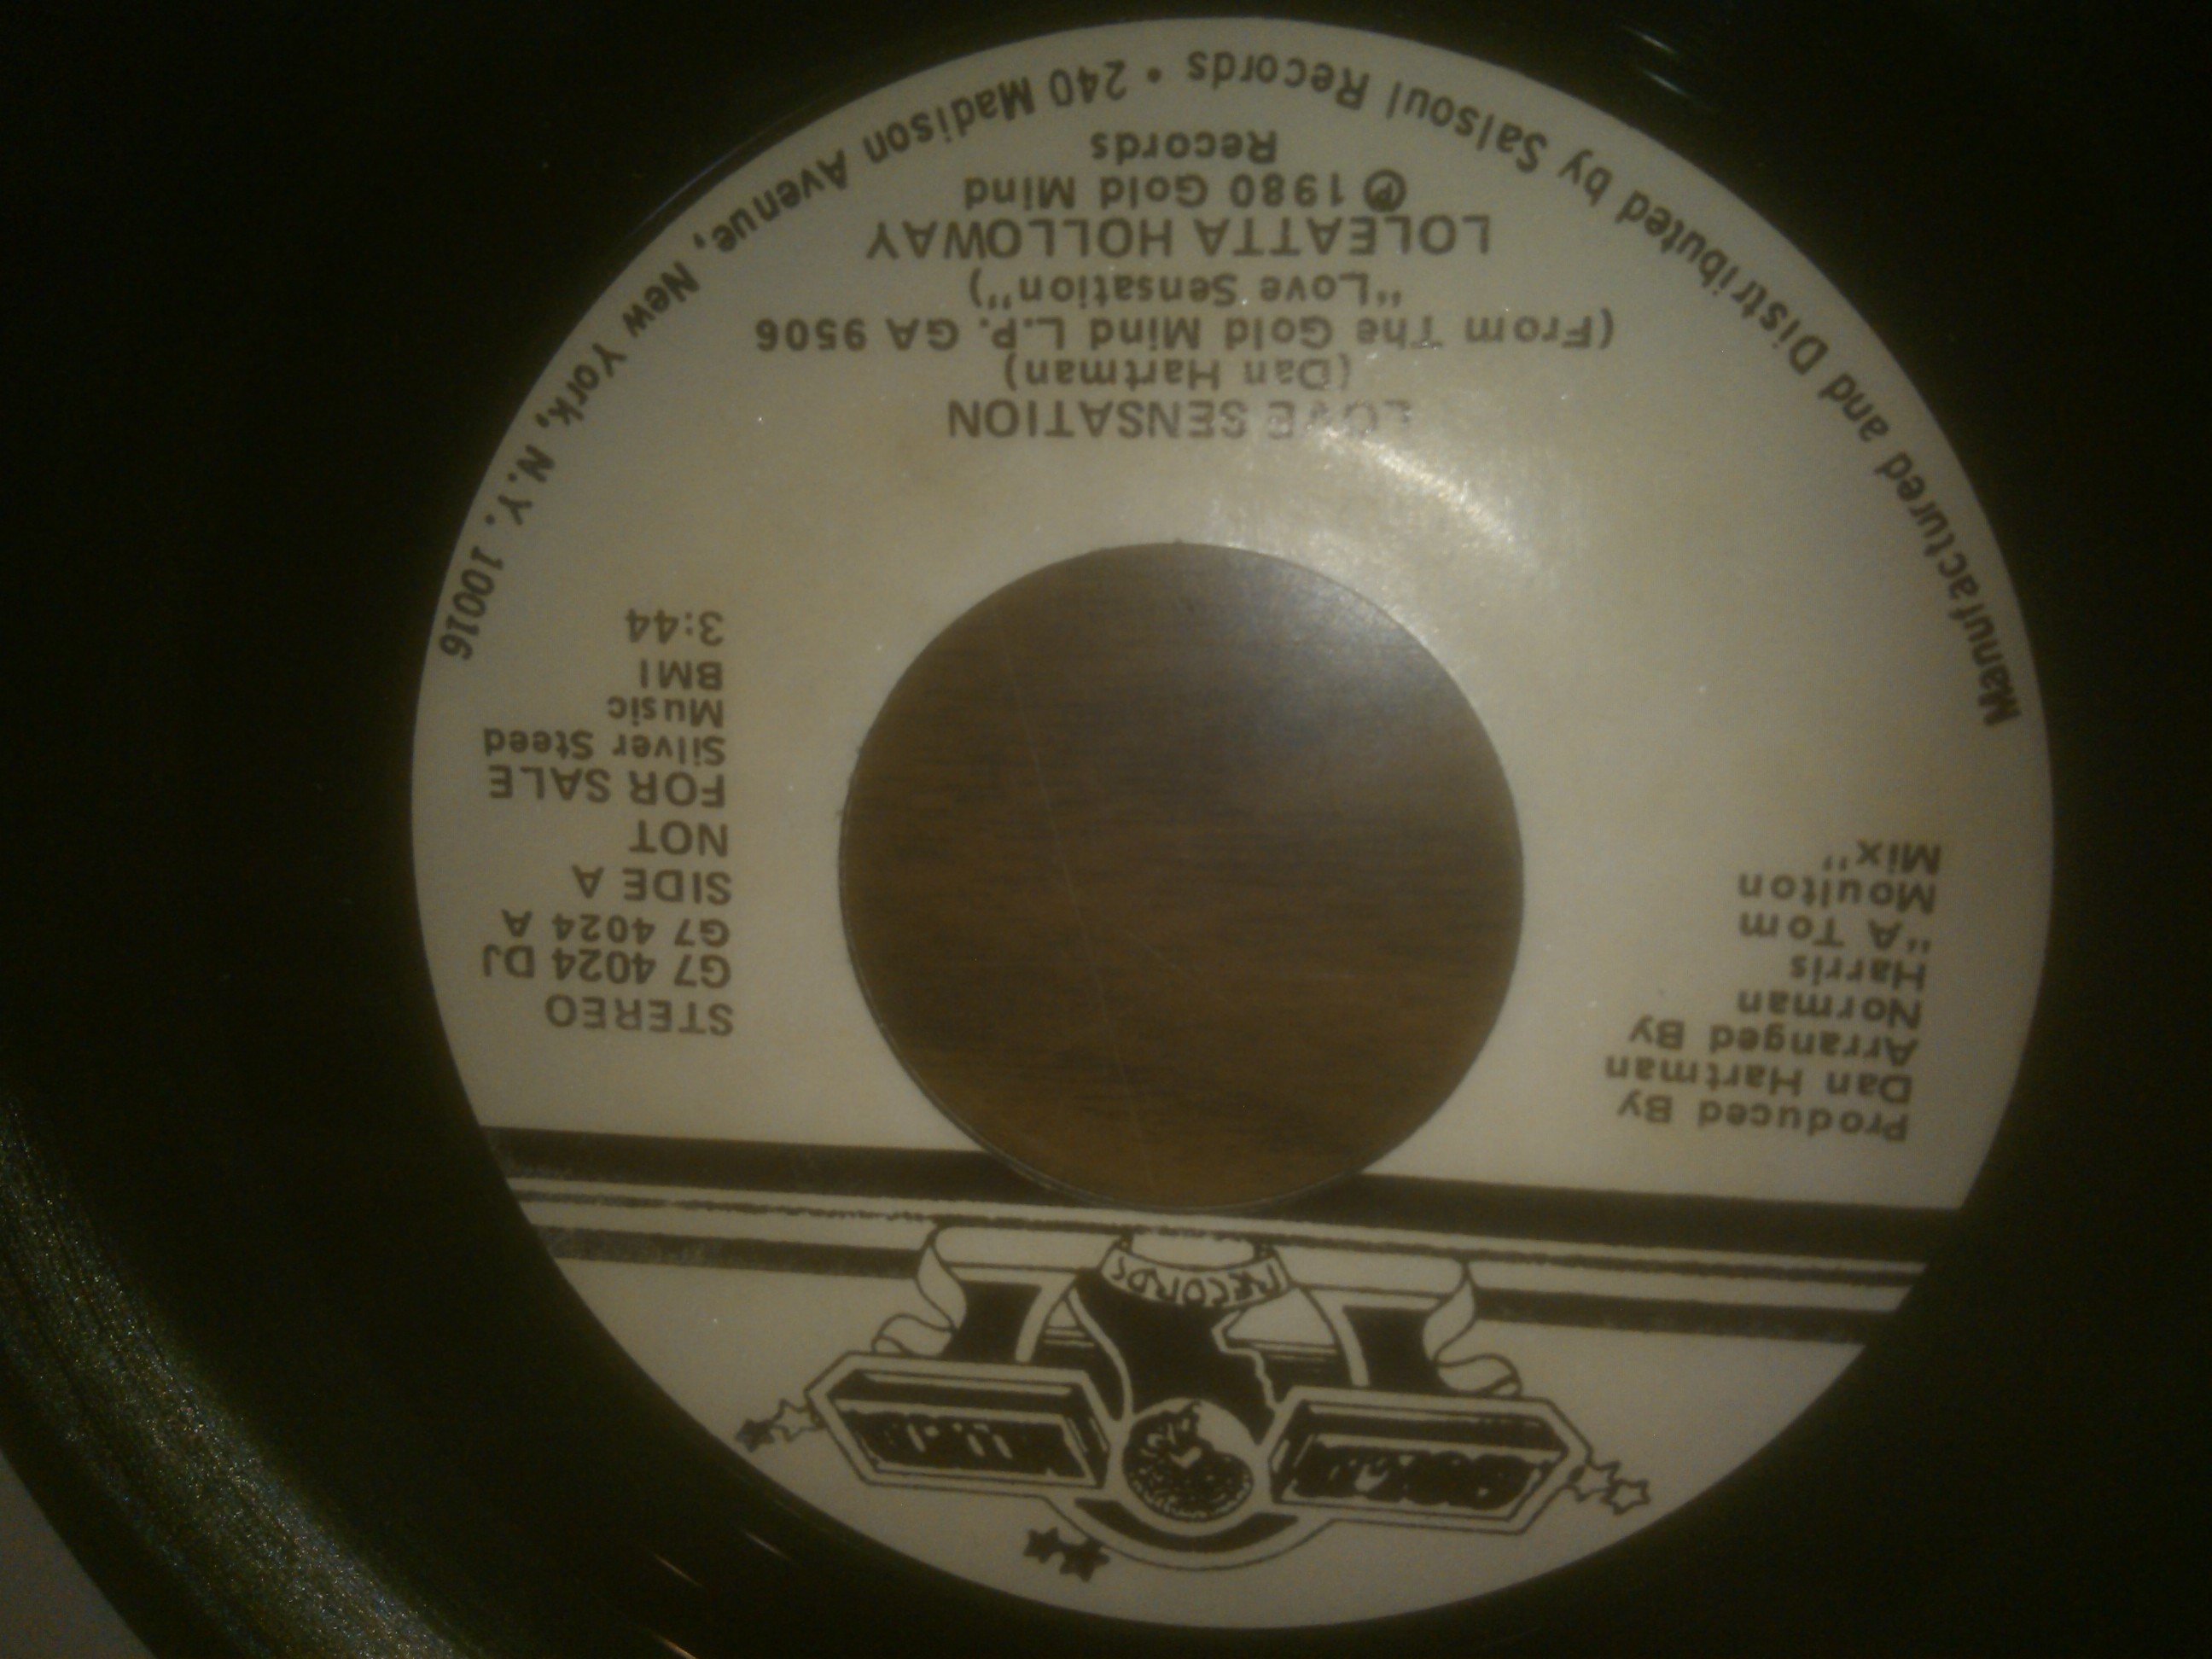 RECORDS
Produced By
Dan Hartman
Arranged By
Norman
Harris
"A Tom
Moulton
Mix"
STEREO
G7 4024 DJ
G7 4024 A
SIDE A
NOT
FOR SALE
Silver Steed
Music
BMI
3:44
LOVE SENSATION
(Dan Hartman)
(From The Gold Mind L.P. GA 9506
"Love Sensation")
LOLEATTA HOLLOWAY
℗ 1980 Gold Mind
Records
Manufactured and Distributed by Salsoul Records • 240 Madison Avenue, New York, N.Y. 10016